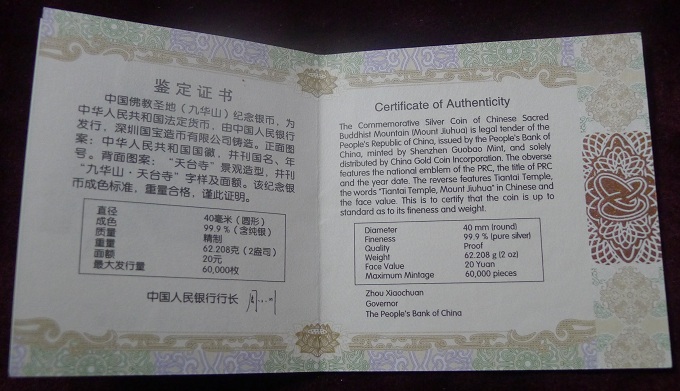 鉴定证书
中国佛教圣地（九华山）纪念银币，为
中华人民共和国法定货币，由中国人民银行
发行，深圳国宝造币有限公司铸造。正面图
案：中华人民共和国国徽，并刊国名、年
号。背面图案：“天台寺”景观造型，并刊
“九华山·天台寺”字样及面额。该纪念银
币成色标准，重量合格，谨此证明。
直径 40毫米（圆形）
成色 99.9％（含纯银）
质量 精制
重量 62.208克（2盎司）
面额 20元
最大发行量 60,000枚
中国人民银行行长
Certificate of Authenticity
The Commemorative Silver Coin of Chinese Sacred
Buddhist Mountain (Mount Jiuhua) is legal tender of the
People's Republic of China, issued by the People's Bank of
China, minted by Shenzhen Guobao Mint, and solely
distributed by China Gold Coin Incorporation. The obverse
features the national emblem of the PRC, the title of PRC
and the year date. The reverse features Tiantai Temple,
the words "Tiantai Temple, Mount Jiuhua" in Chinese and
the face value. This is to certify that the coin is up to
standard as to its fineness and weight.
Diameter 40 mm (round)
Fineness 99.9 % (pure silver)
Quality Proof
Weight 62.208 g (2 oz)
Face Value 20 Yuan
Maximum Mintage 60,000 pieces
Zhou Xiaochuan
Governor
The People's Bank of China